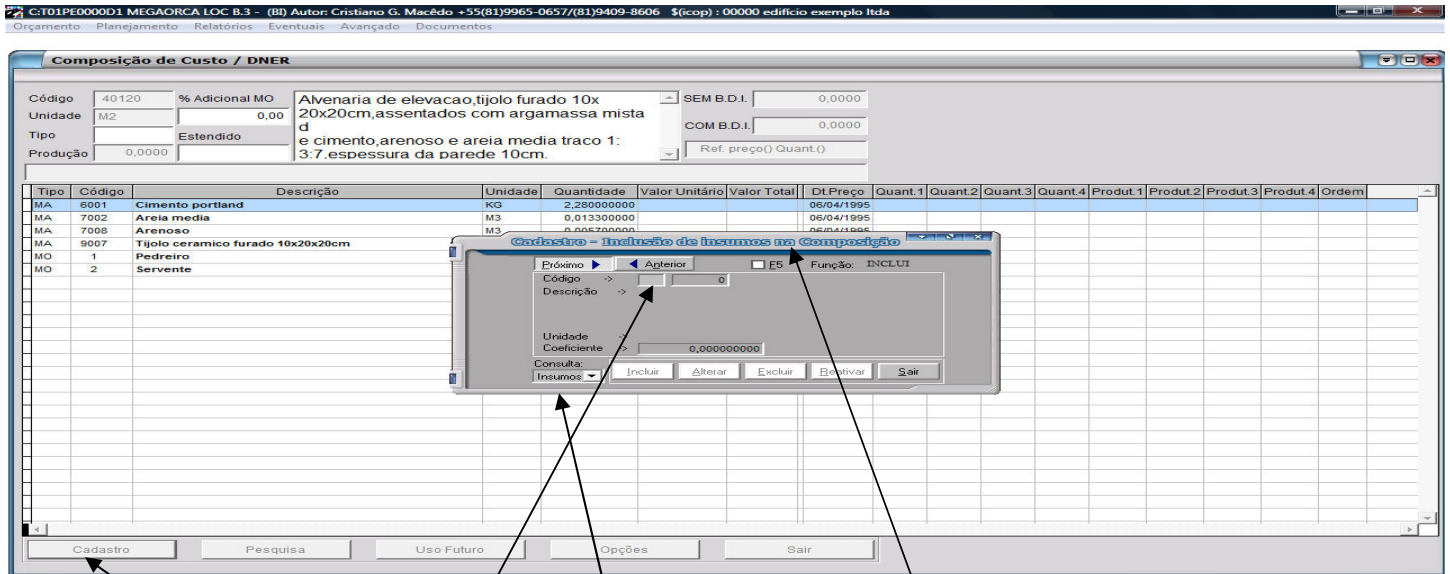 C:T01PE0000D1 MEGAORCA LOC B.3 - (BI) Autor: Cristiano G. Macêdo +55(81)9965-0657/(81)9409-8606 $(icop) : 00000 edifício exemplo ltda
Orçamento Planejamento Relatórios Eventuais Avançado Documentos
Composição de Custo / DNER
Código 40120 % Adicional MO
Unidade M2 0,00
Tipo Estendido
Produção 0,0000
Alvenaria de elevacao,tijolo furado 10x
20x20cm,assentados com argamassa mista
d
e cimento,arenoso e areia media traco 1:
3:7,espessura da parede 10cm.
SEM B.D.I. 0,0000
COM B.D.I. 0,0000
Ref. preço() Quant.()
Tipo Código Descrição Unidade Quantidade Valor Unitário Valor Total Dt.Preço Quant.1 Quant.2 Quant.3 Quant.4 Produt.1 Produt.2 Produt.3 Produt.4 Ordem
MA 6001 Cimento portland KG 2,280000000 06/04/1995
MA 7002 Areia media M3 0,013300000 06/04/1995
MA 7008 Arenoso M3 0,005700000 06/04/1995
MA 9007 Tijolo ceramico furado 10x20x20cm
MO 1 Pedreiro
MO 2 Servente
Cadastro - Inclusão de insumos na Composição
Próximo Anterior F5 Função: INCLUI
Código -> 0
Descrição ->
Unidade ->
Coeficiente -> 0,000000000
Consulta:
Insumos Incluir Alterar Excluir Reativar Sair
Cadastro Pesquisa Uso Futuro Opções Sair